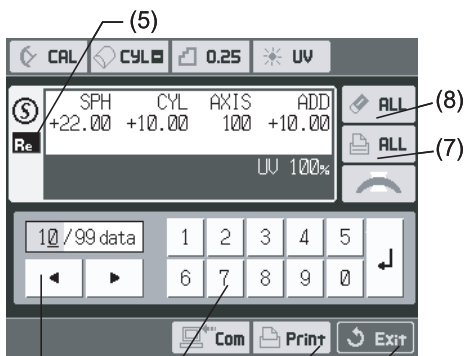 (5)
CAL CYL 0.25 UV
S SPH CYL AXIS ADD ALL (8)
Re +22.00 +10.00 100 +10.00 ALL (7)
UV 100%
10/99 data 1 2 3 4 5
6 7 8 9 0
Com Print Exit